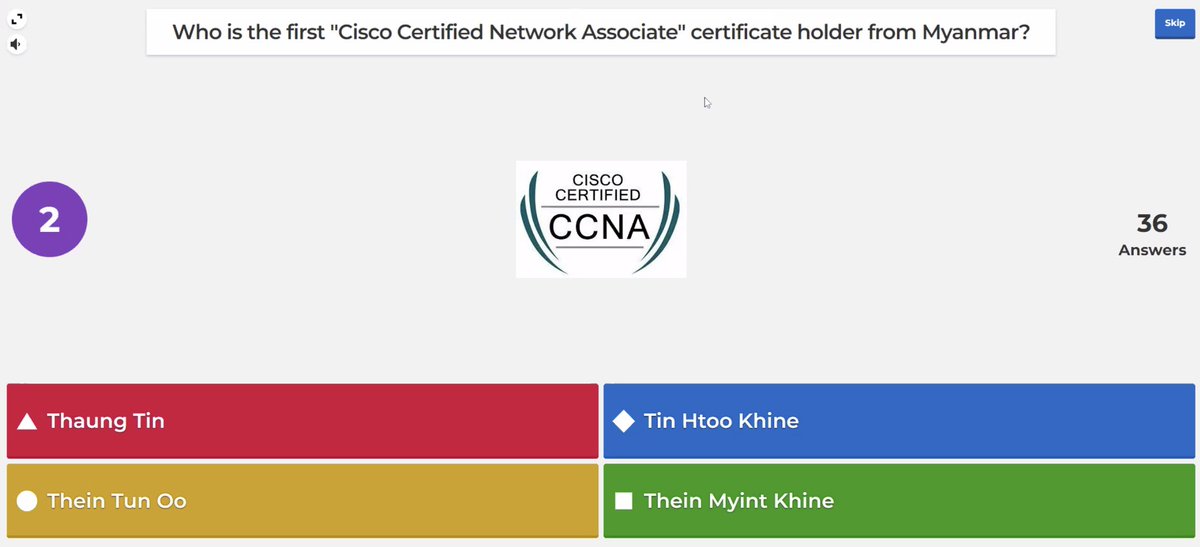 Who is the first "Cisco Certified Network Associate" certificate holder from Myanmar?
Skip
CISCO
CERTIFIED
CCNA
2
36
Answers
Thaung Tin
Tin Htoo Khine
Thein Tun Oo
Thein Myint Khine